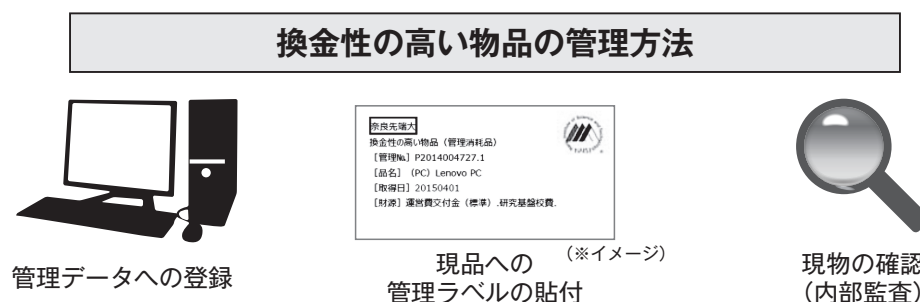 換金性の高い物品の管理方法
奈良先端大
換金性の高い物品（管理消耗品）
［管理№］P2014004727.1
［品名］（PC）Lenovo PC
［取得日］20150401
［財源］運営費交付金（標準）.研究基盤校費.
管理データへの登録
現品への
管理ラベルの貼付
（※イメージ）
現物の確認
（内部監査）